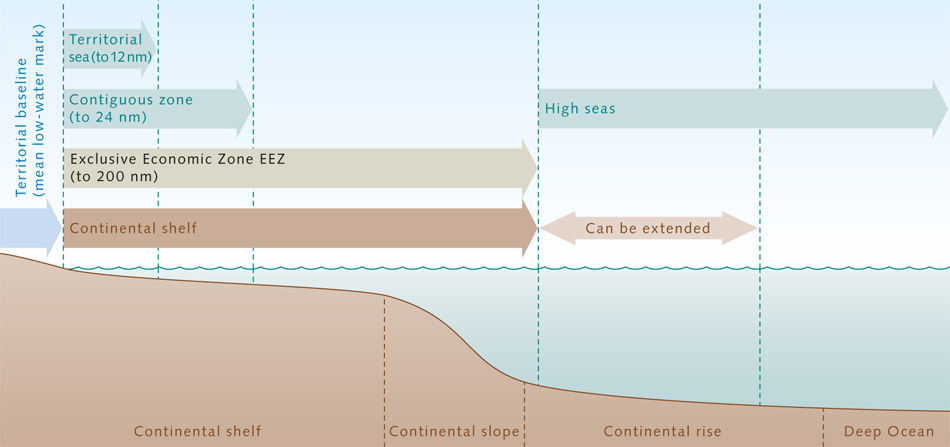 Territorial baseline
(mean low-water mark)
Territorial
sea (to 12 nm)
Contiguous zone
(to 24 nm)
High seas
Exclusive Economic Zone EEZ
(to 200 nm)
Continental shelf
Can be extended
Continental shelf
Continental slope
Continental rise
Deep Ocean